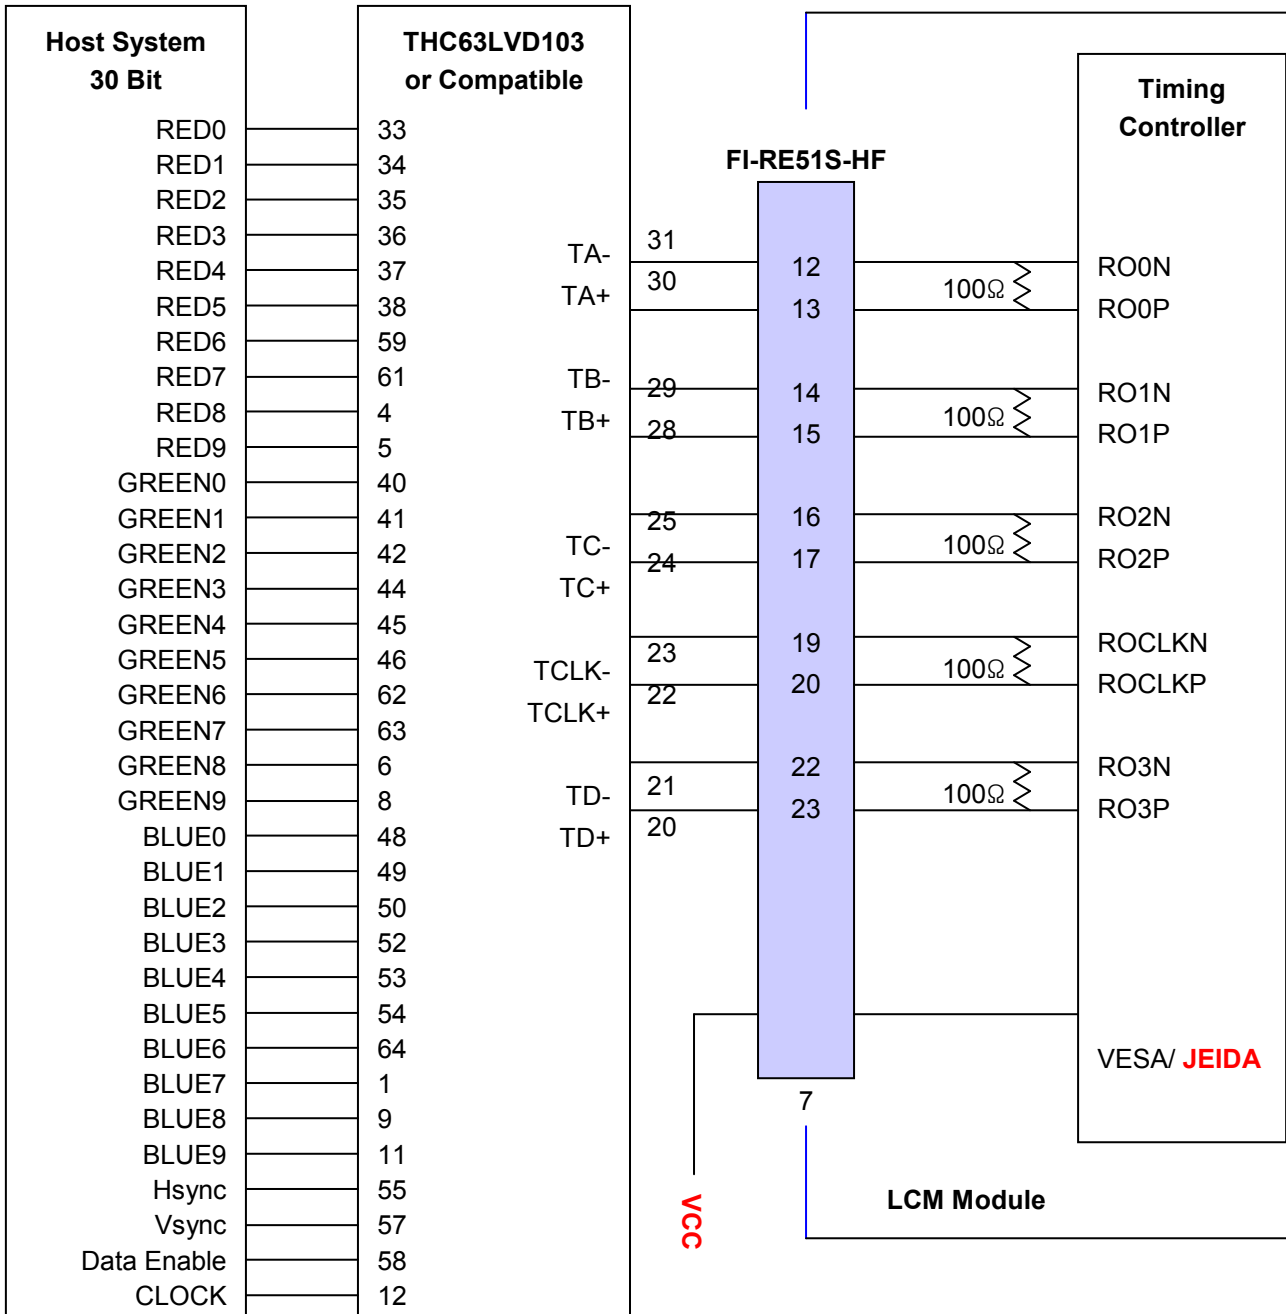 Host System
30 Bit
RED0
RED1
RED2
RED3
RED4
RED5
RED6
RED7
RED8
RED9
GREEN0
GREEN1
GREEN2
GREEN3
GREEN4
GREEN5
GREEN6
GREEN7
GREEN8
GREEN9
BLUE0
BLUE1
BLUE2
BLUE3
BLUE4
BLUE5
BLUE6
BLUE7
BLUE8
BLUE9
Hsync
Vsync
Data Enable
CLOCK
THC63LVD103
or Compatible
33
34
35
36
37
38
59
61
4
5
40
41
42
44
45
46
62
63
6
8
48
49
50
52
53
54
64
1
9
11
55
57
58
12
TA-
TA+
TB-
TB+
TC-
TC+
TCLK-
TCLK+
TD-
TD+
31
30
29
28
25
24
23
22
21
20
FI-RE51S-HF
12
13
14
15
16
17
19
20
22
23
7
VCC
100Ω
100Ω
100Ω
100Ω
100Ω
Timing
Controller
RO0N
RO0P
RO1N
RO1P
RO2N
RO2P
ROCLKN
ROCLKP
RO3N
RO3P
VESA/ JEIDA
LCM Module